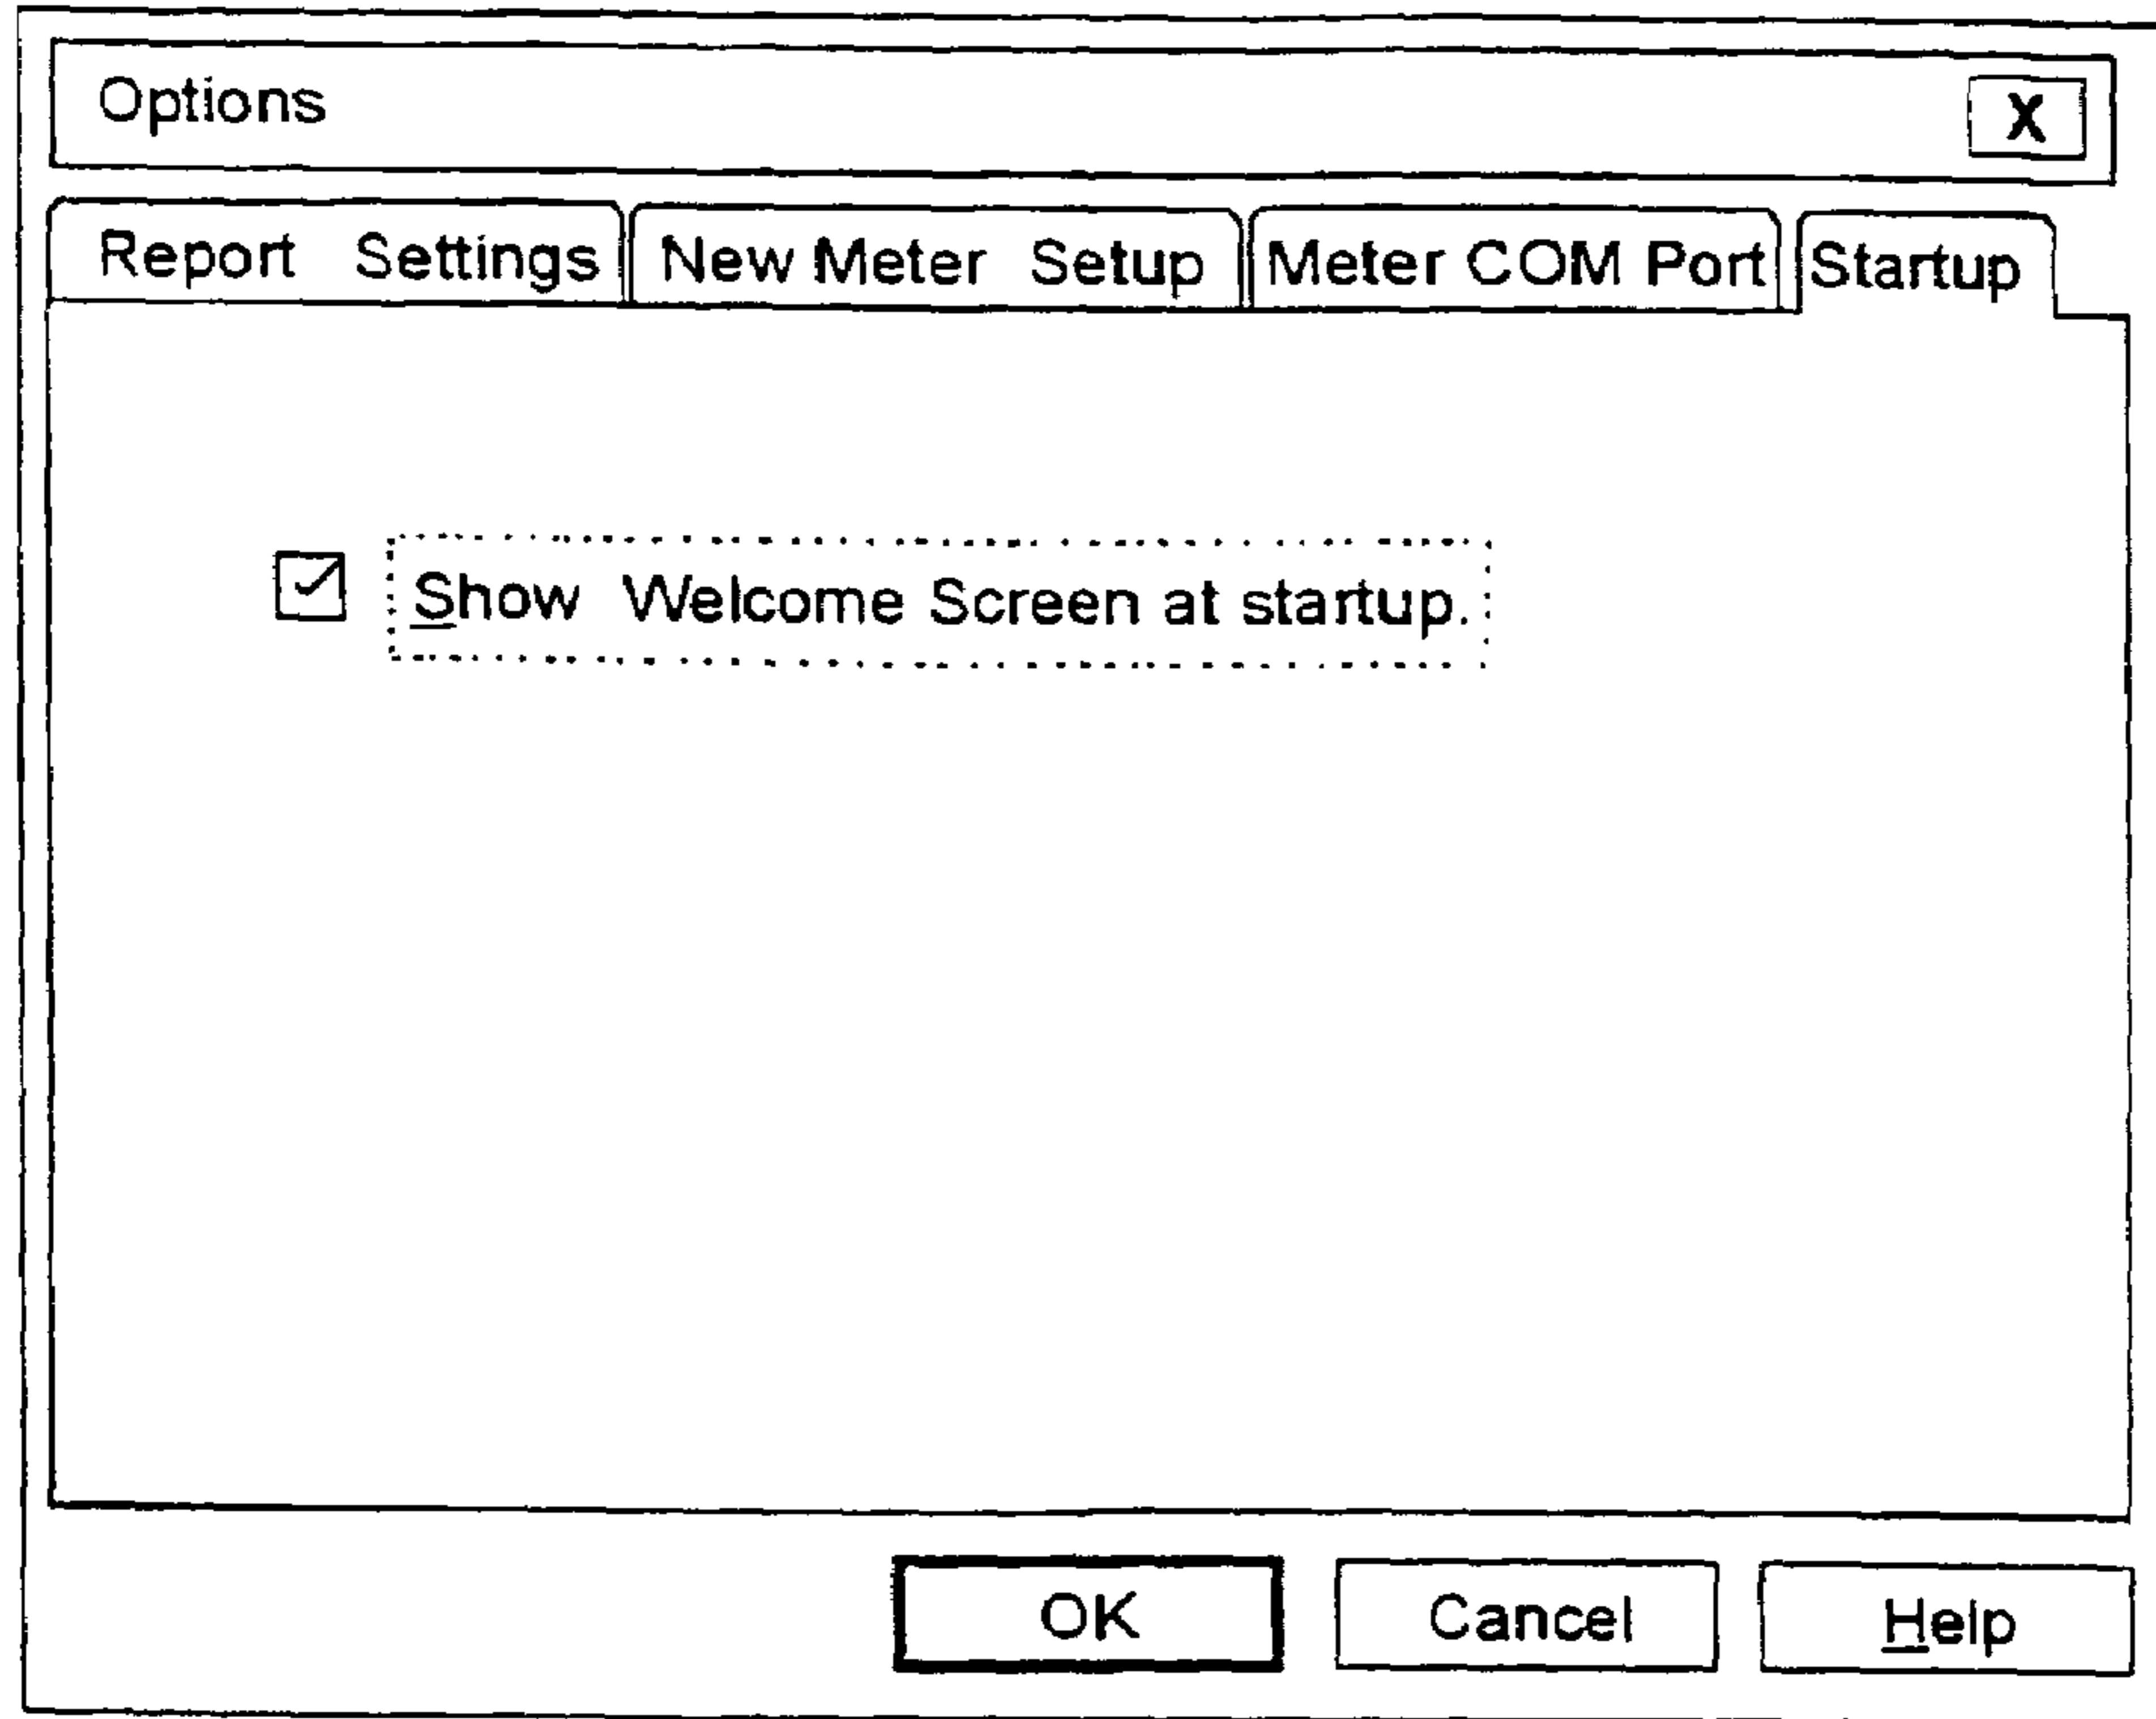 Options X
Report Settings New Meter Setup Meter COM Port Startup
Show Welcome Screen at startup.
OK Cancel Help